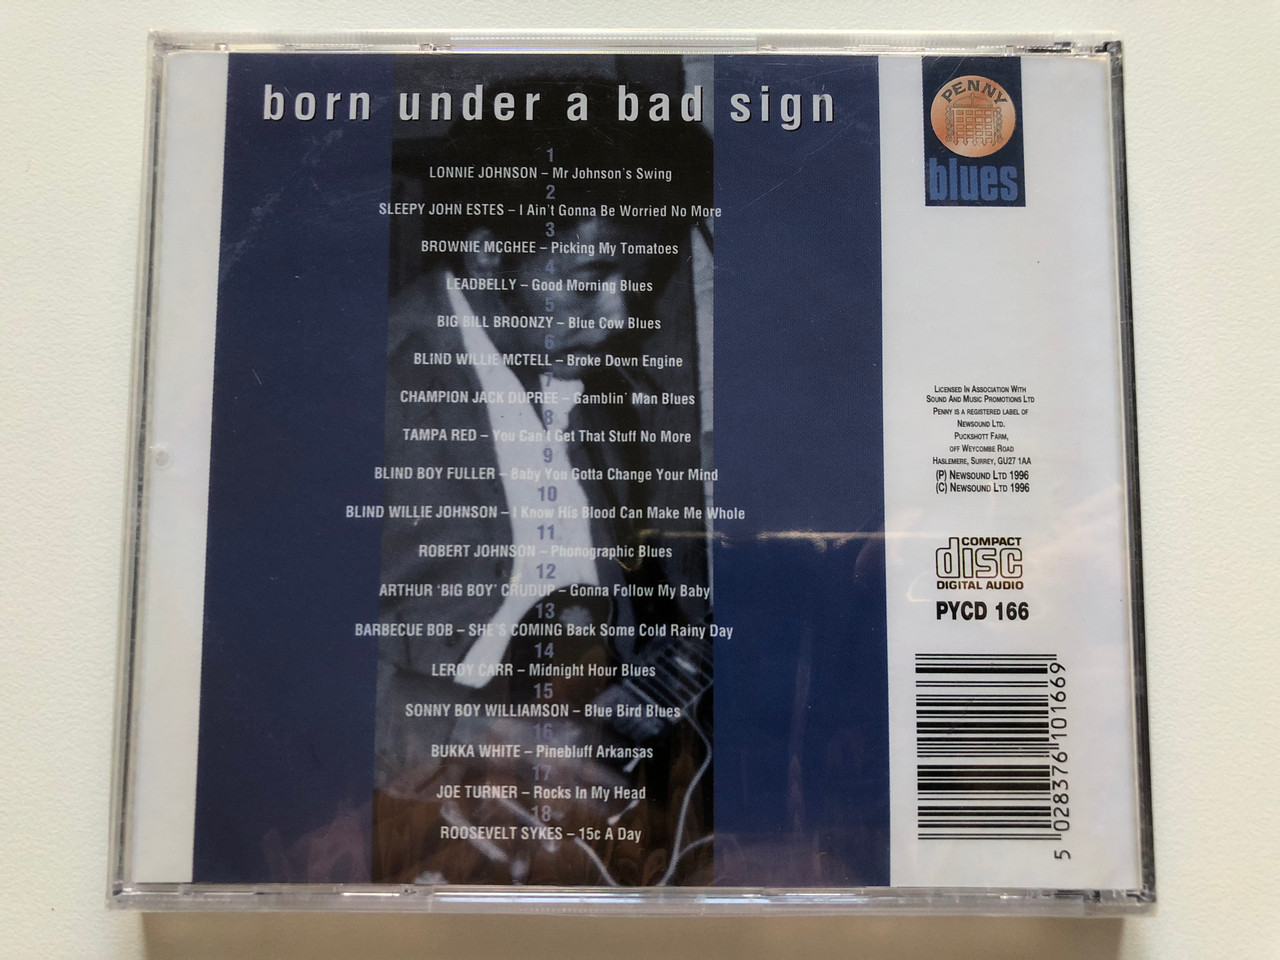 born under a bad sign
1
LONNIE JOHNSON – Mr Johnson's Swing
2
SLEEPY JOHN ESTES – I Ain't Gonna Be Worried No More
3
BROWNIE MCGHEE – Picking My Tomatoes
4
LEADBELLY – Good Morning Blues
5
BIG BILL BROONZY – Blue Cow Blues
6
BLIND WILLIE MCTELL – Broke Down Engine
7
CHAMPION JACK DUPREE – Gamblin' Man Blues
8
TAMPA RED – You Can't Get That Stuff No More
9
BLIND BOY FULLER – Baby You Gotta Change Your Mind
10
BLIND WILLIE JOHNSON – I Know His Blood Can Make Me Whole
11
ROBERT JOHNSON – Phonographic Blues
12
ARTHUR 'BIG BOY' CRUDUP – Gonna Follow My Baby
13
BARBECUE BOB – SHE'S COMING Back Some Cold Rainy Day
14
LEROY CARR – Midnight Hour Blues
15
SONNY BOY WILLIAMSON – Blue Bird Blues
16
BUKKA WHITE – Pinebluff Arkansas
17
JOE TURNER – Rocks In My Head
18
ROOSEVELT SYKES – 15c A Day
PENNY
blues
LICENSED IN ASSOCIATION WITH
SOUND AND MUSIC PROMOTIONS LTD
PENNY IS A REGISTERED LABEL OF
NEWSOUND LTD.
PUCKSHOTT FARM,
OFF WEYCOMBE ROAD
HASLEMERE, SURREY, GU27 1AA
(P) NEWSOUND LTD 1996
(C) NEWSOUND LTD 1996
COMPACT
disc
DIGITAL AUDIO
PYCD 166
5 028376 101669